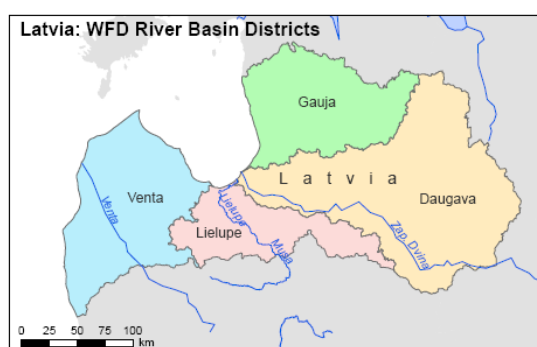 Latvia: WFD River Basin Districts
Gauja
Latvia
Daugava
Venta
Venta
Lielupe
Lielupe
Musa
Zap. Dvina
0 25 50 75 100
km